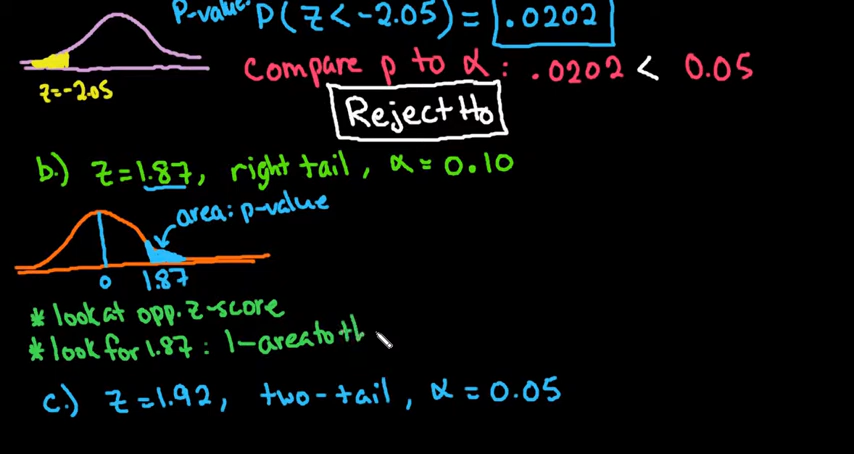 P-value: P(Z < -2.05) = .0202
z=-2.05
compare p to α: .0202 < 0.05
Reject H₀
b.) z=1.87, right tail, α=0.10
area: p-value
0 1.87
* look at opp. z-score
* look for 1.87: 1-area to th
c.) z=1.92, two-tail, α=0.05